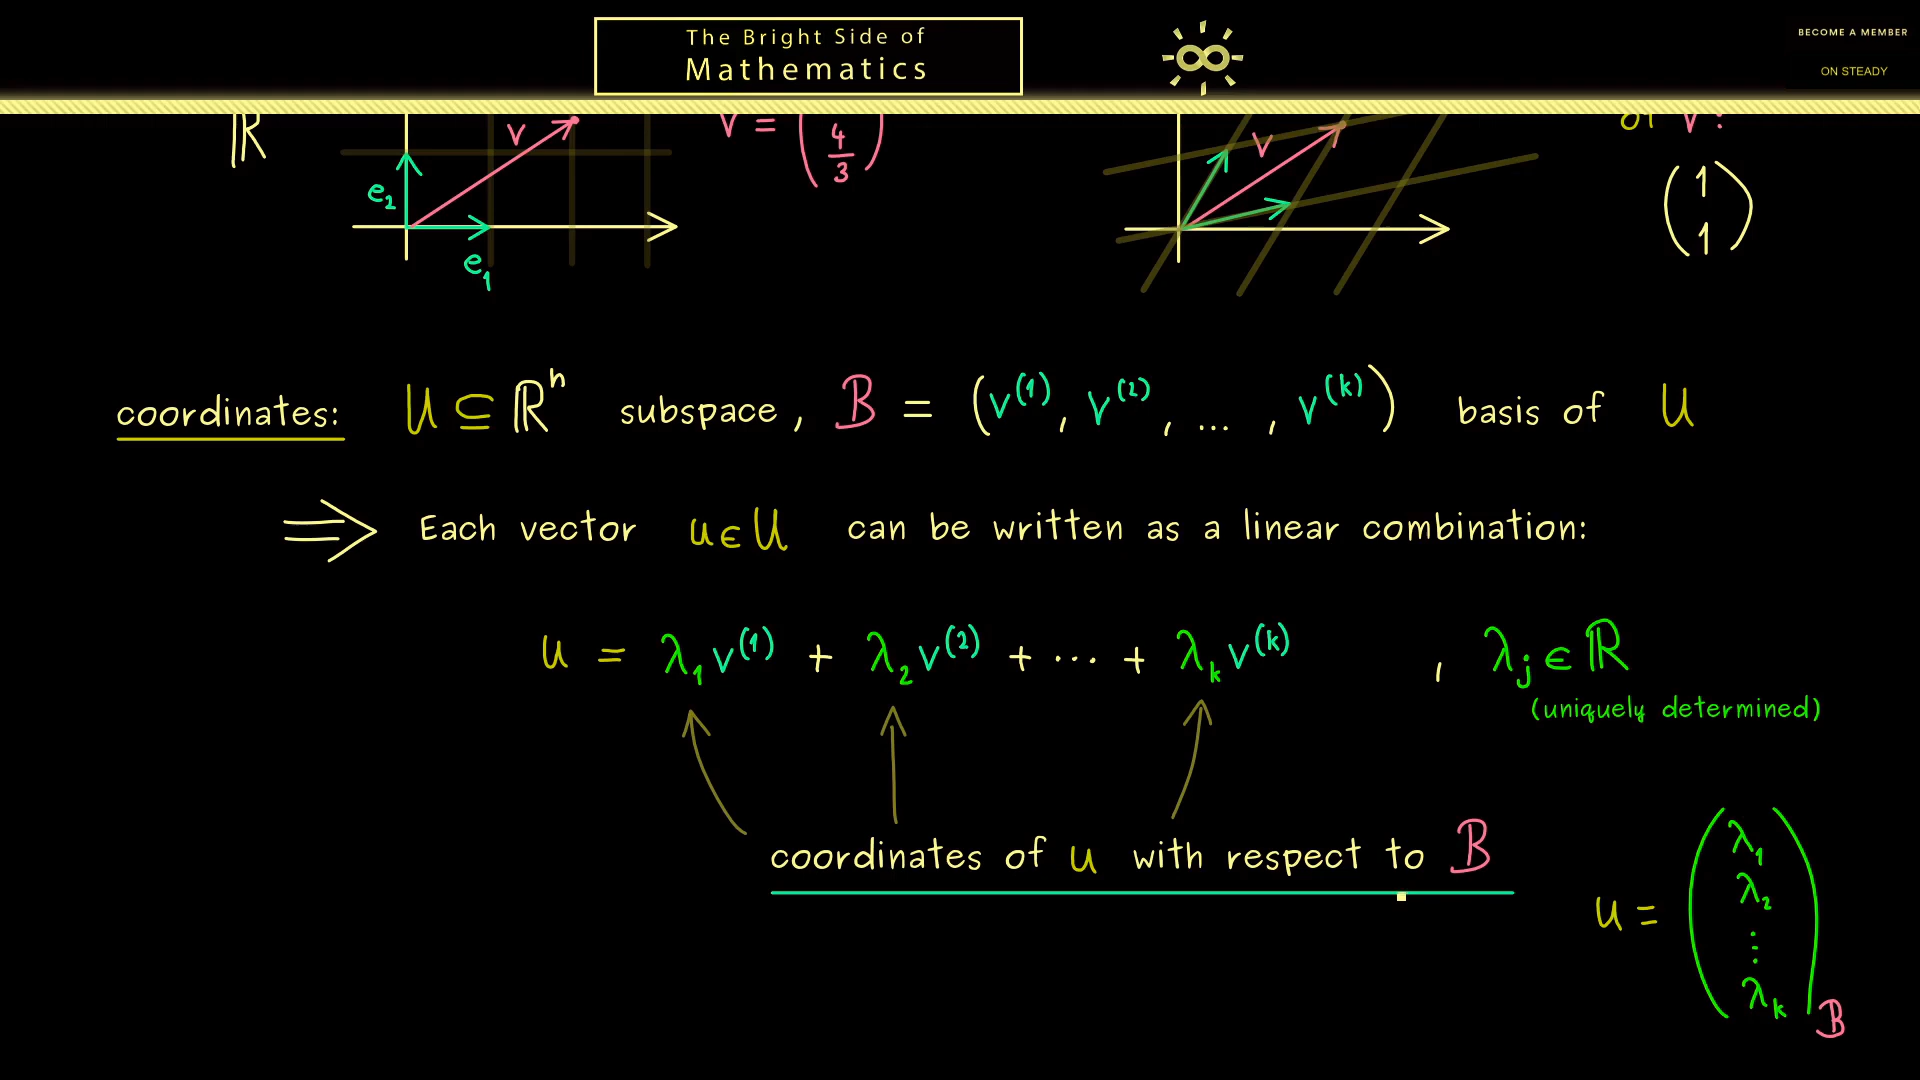 The Bright Side of
Mathematics
BECOME A MEMBER
ON STEADY
ℝ
v
v = ( 4/3 )
v
of v:
e₂
e₁
( 1
1 )
coordinates: U ⊆ ℝⁿ subspace, B = (v⁽¹⁾, v⁽²⁾, ... , v⁽ᵏ⁾) basis of U
⇒ Each vector u ∈ U can be written as a linear combination:
u = λ₁v⁽¹⁾ + λ₂v⁽²⁾ + ··· + λₖv⁽ᵏ⁾ , λⱼ ∈ ℝ
(uniquely determined)
coordinates of u with respect to B
u = ( λ₁
λ₂
⋮
λₖ )B